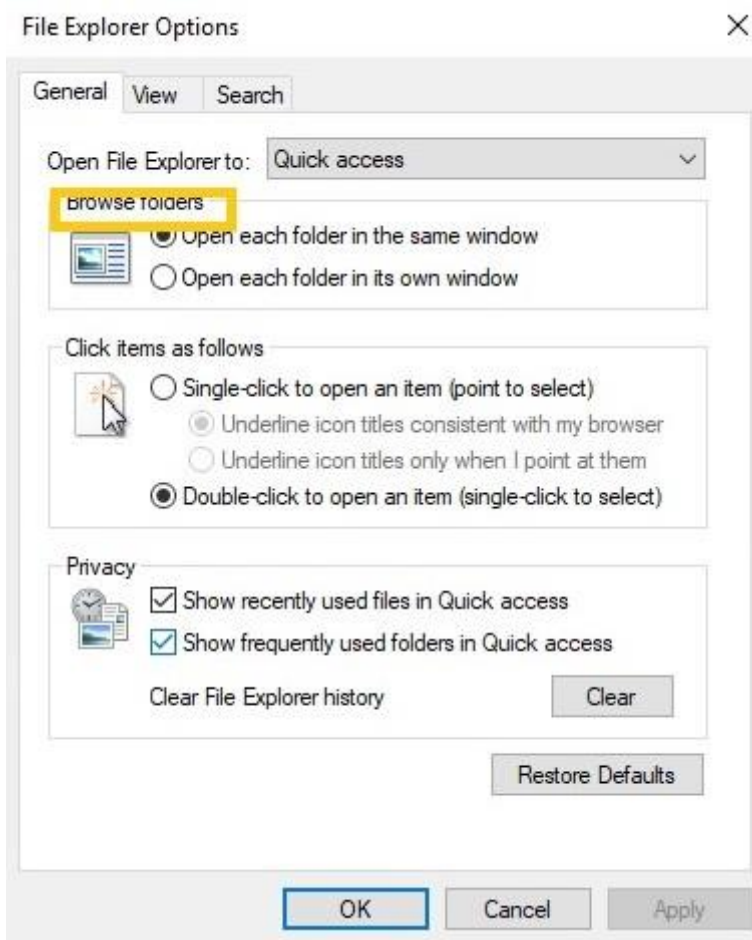 File Explorer Options
General View Search
Open File Explorer to: Quick access
Browse folders
Open each folder in the same window
Open each folder in its own window
Click items as follows
Single-click to open an item (point to select)
Underline icon titles consistent with my browser
Underline icon titles only when I point at them
Double-click to open an item (single-click to select)
Privacy
Show recently used files in Quick access
Show frequently used folders in Quick access
Clear File Explorer history Clear
Restore Defaults
OK Cancel Apply